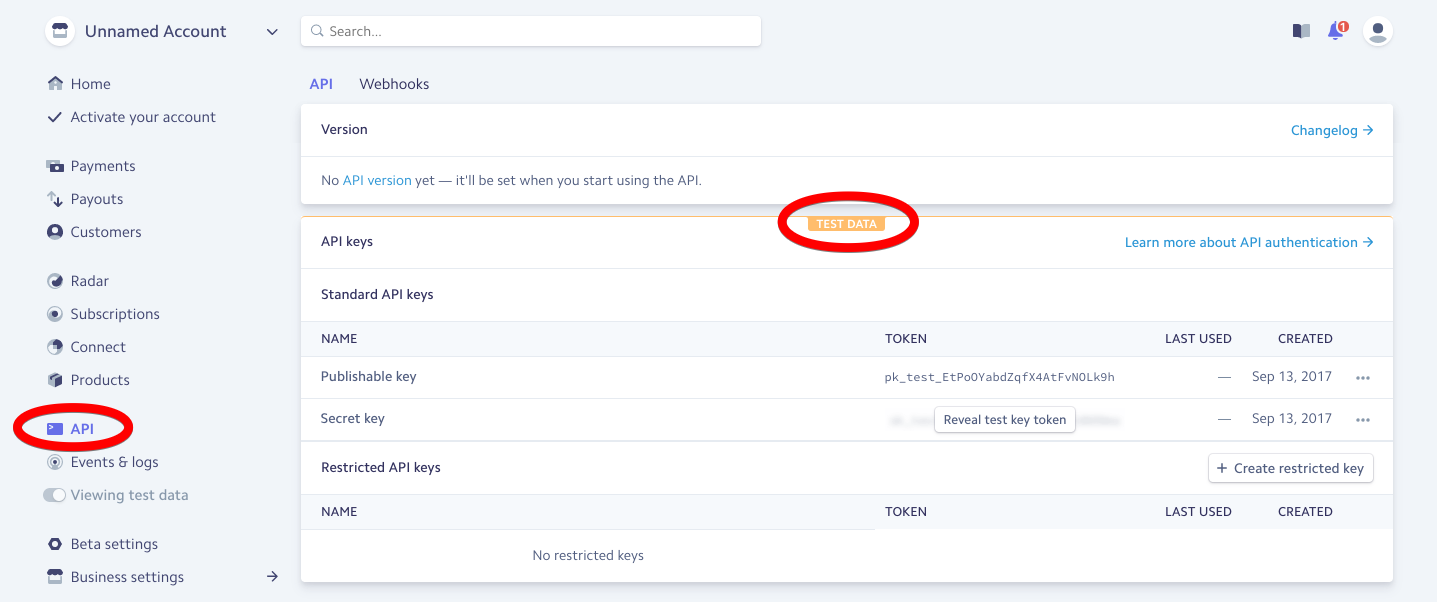 Unnamed Account
Search...
1
Home
Activate your account
Payments
Payouts
Customers
Radar
Subscriptions
Connect
Products
API
Events & logs
Viewing test data
Beta settings
Business settings
API Webhooks
Version Changelog
No API version yet — it'll be set when you start using the API.
TEST DATA
API keys Learn more about API authentication
Standard API keys
NAME TOKEN LAST USED CREATED
Publishable key pk_test_EtPoOYabdZqfX4AtFvNOLk9h — Sep 13, 2017
Secret key Reveal test key token — Sep 13, 2017
Restricted API keys + Create restricted key
NAME TOKEN LAST USED CREATED
No restricted keys